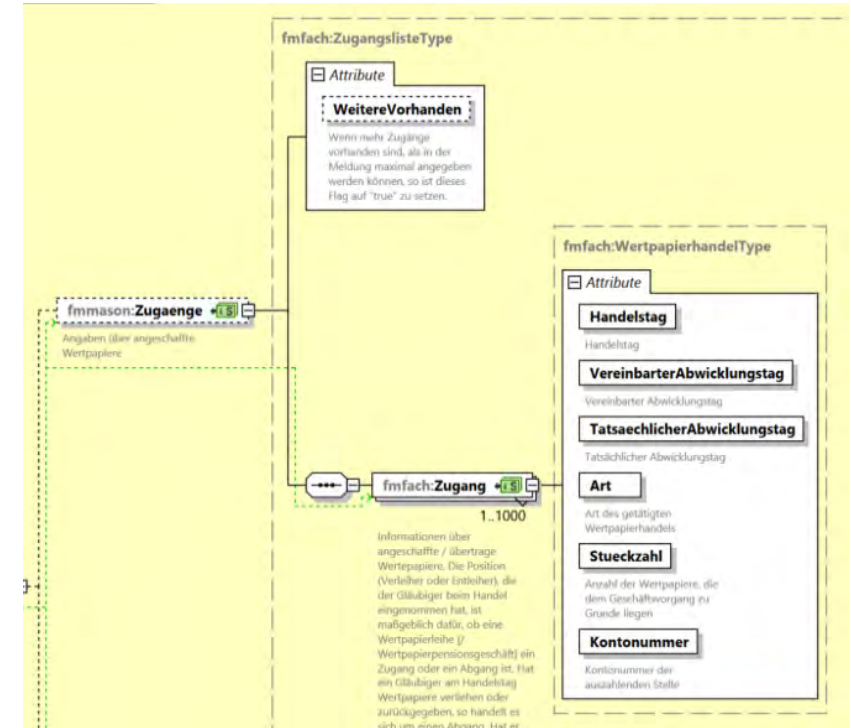 fmfach:ZugangslisteType
Attribute
WeitereVorhanden
Wenn mehr Zugänge
vorhanden sind, als in der
Meldung maximal angegeben
werden können, so ist dieses
Flag auf "true" zu setzen.
fmfach:WertpapierhandelType
Attribute
fmmason:Zugaenge
Angaben über angeschaffte
Wertpapiere
Handelstag
Handelstag
VereinbarterAbwicklungstag
Vereinbarter Abwicklungstag
TatsaechlicherAbwicklungstag
Tatsächlicher Abwicklungstag
fmfach:Zugang
1..1000
Art
Art des getätigten
Wertpapierhandels
Stueckzahl
Anzahl der Wertpapiere, die
dem Geschäftsvorgang zu
Grunde liegen
Kontonummer
Kontonummer der
auszahlenden Stelle
Informationen über
angeschaffte / übertrage
Wertepapiere. Die Position
(Verleiher oder Entleiher), die
der Gläubiger beim Handel
eingenommen hat, ist
maßgeblich dafür, ob eine
Wertpapierleihe (/
Wertpapierpensionsgeschäft) ein
Zugang oder ein Abgang ist. Hat
ein Gläubiger am Handelstag
Wertpapiere verliehen oder
zurückgegeben, so handelt es
sich um einen Abgang. Hat er